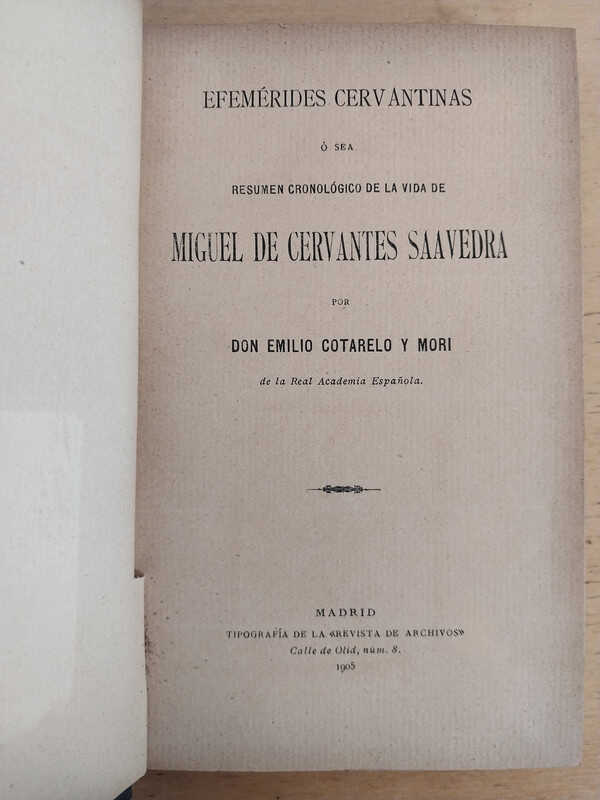 EFEMÉRIDES CERVANTINAS
Ó SEA
RESUMEN CRONOLÓGICO DE LA VIDA DE
MIGUEL DE CERVANTES SAAVEDRA
POR
DON EMILIO COTARELO Y MORI
de la Real Academia Española.
MADRID
TIPOGRAFÍA DE LA «REVISTA DE ARCHIVOS»
Calle de Olid, núm. 8.
1905